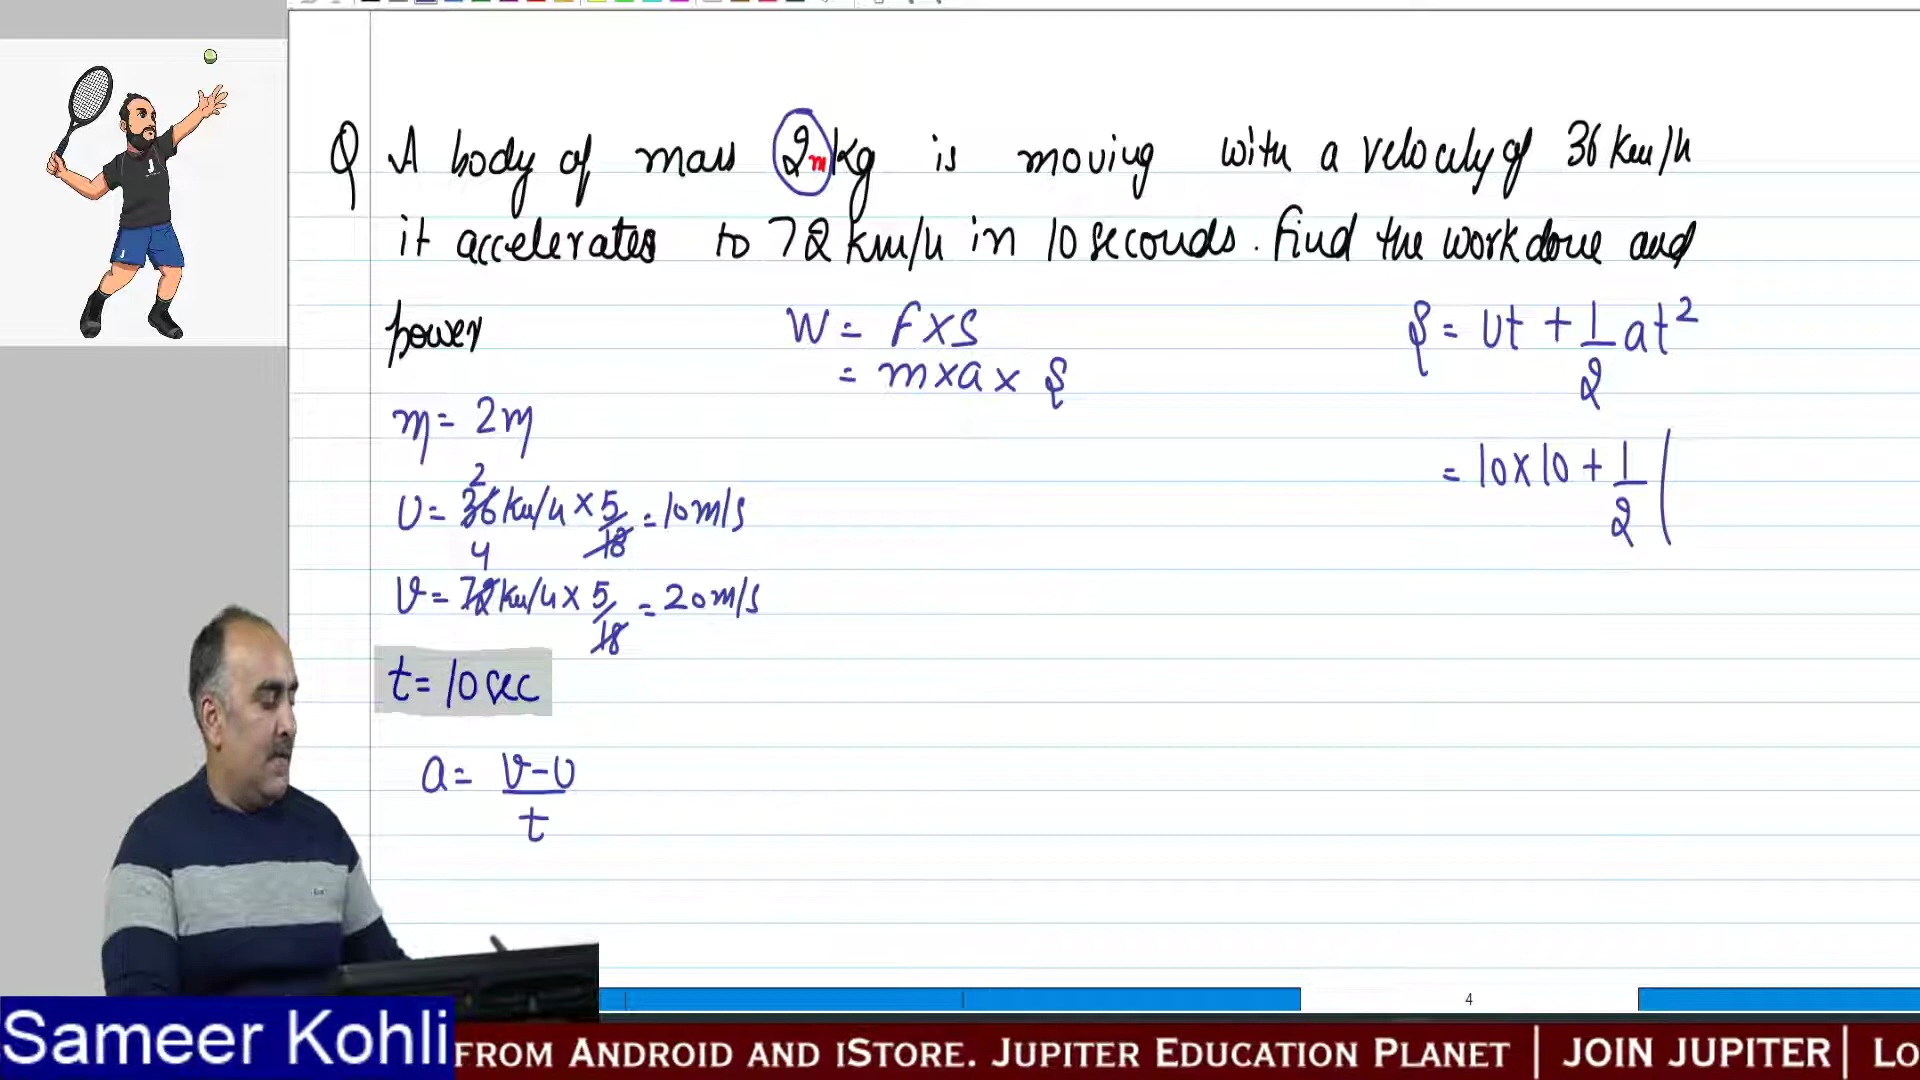 Q A body of mass 2m kg is moving with a velocity of 36 km/h
it accelerates to 72 km/h in 10 seconds. Find the work done and
power
W = F×S
= m×a× S
S = Ut + 1/2 at²
= 10×10 + 1/2 (
m = 2m
2
U = 36 km/h × 5/18 = 10m/s
4
V = 72 km/h × 5/18 = 20m/s
t = 10 sec
a = V-U/t
J
J
4
Sameer Kohli
FROM ANDROID AND ISTORE. JUPITER EDUCATION PLANET | JOIN JUPITER | LO